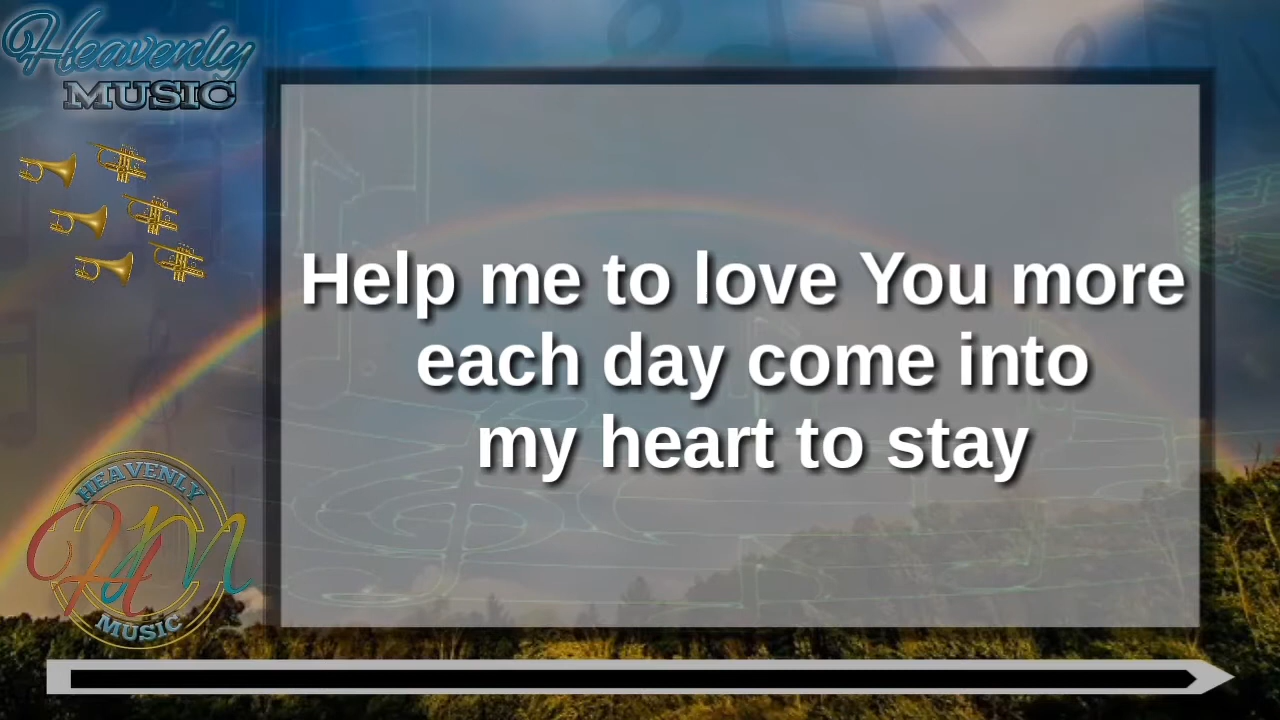 Heavenly
MUSIC
Help me to love You more
each day come into
my heart to stay
HEAVENLY
HM
MUSIC